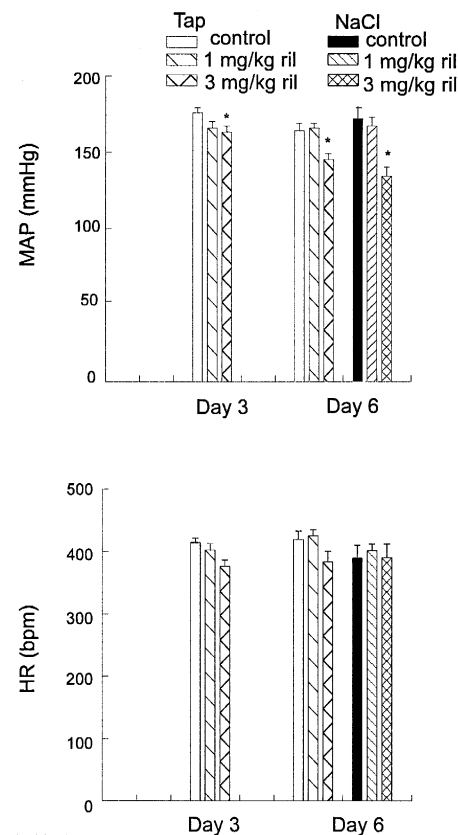 Tap NaCl
control control
1 mg/kg ril 1 mg/kg ril
3 mg/kg ril 3 mg/kg ril
200
150
100
50
0
MAP (mmHg)
* * *
Day 3 Day 6
500
400
300
200
100
0
HR (bpm)
Day 3 Day 6